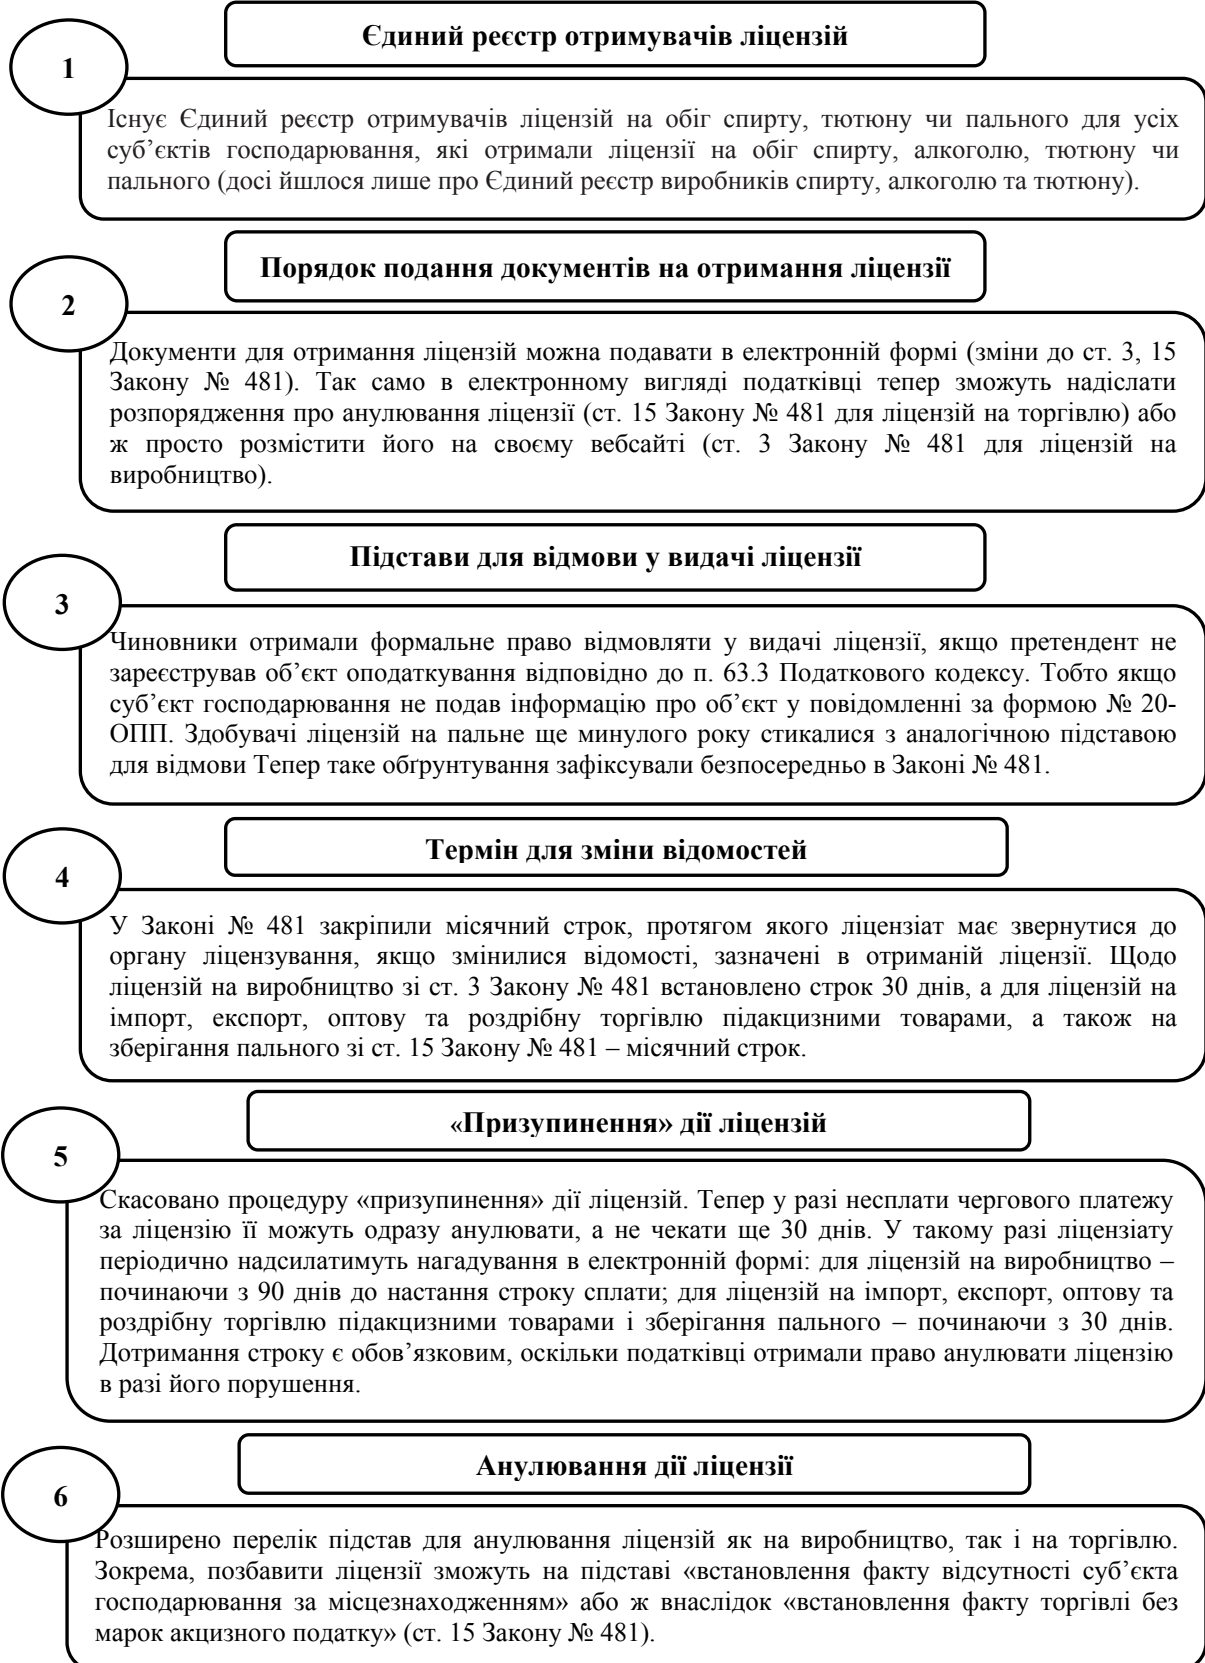 Єдиний реєстр отримувачів ліцензій
1
Існує Єдиний реєстр отримувачів ліцензій на обіг спирту, тютюну чи пального для усіх
суб’єктів господарювання, які отримали ліцензії на обіг спирту, алкоголю, тютюну чи
пального (досі йшлося лише про Єдиний реєстр виробників спирту, алкоголю та тютюну).
Порядок подання документів на отримання ліцензії
2
Документи для отримання ліцензій можна подавати в електронній формі (зміни до ст. 3, 15
Закону № 481). Так само в електронному вигляді податківці тепер зможуть надіслати
розпорядження про анулювання ліцензії (ст. 15 Закону № 481 для ліцензій на торгівлю) або
ж просто розмістити його на своєму вебсайті (ст. 3 Закону № 481 для ліцензій на
виробництво).
Підстави для відмови у видачі ліцензії
3
Чиновники отримали формальне право відмовляти у видачі ліцензії, якщо претендент не
зареєстрував об’єкт оподаткування відповідно до п. 63.3 Податкового кодексу. Тобто якщо
суб’єкт господарювання не подав інформацію про об’єкт у повідомленні за формою № 20-
ОПП. Здобувачі ліцензій на пальне ще минулого року стикалися з аналогічною підставою
для відмови Тепер таке обґрунтування зафіксували безпосередньо в Законі № 481.
Термін для зміни відомостей
4
У Законі № 481 закріпили місячний строк, протягом якого ліцензіат має звернутися до
органу ліцензування, якщо змінилися відомості, зазначені в отриманій ліцензії. Щодо
ліцензій на виробництво зі ст. 3 Закону № 481 встановлено строк 30 днів, а для ліцензій на
імпорт, експорт, оптову та роздрібну торгівлю підакцизними товарами, а також на
зберігання пального зі ст. 15 Закону № 481 – місячний строк.
«Призупинення» дії ліцензій
5
Скасовано процедуру «призупинення» дії ліцензій. Тепер у разі несплати чергового платежу
за ліцензію її можуть одразу анулювати, а не чекати ще 30 днів. У такому разі ліцензіату
періодично надсилатимуть нагадування в електронній формі: для ліцензій на виробництво –
починаючи з 90 днів до настання строку сплати; для ліцензій на імпорт, експорт, оптову та
роздрібну торгівлю підакцизними товарами і зберігання пального – починаючи з 30 днів.
Дотримання строку є обов’язковим, оскільки податківці отримали право анулювати ліцензію
в разі його порушення.
Анулювання дії ліцензії
6
Розширено перелік підстав для анулювання ліцензій як на виробництво, так і на торгівлю.
Зокрема, позбавити ліцензії зможуть на підставі «встановлення факту відсутності суб’єкта
господарювання за місцезнаходженням» або ж внаслідок «встановлення факту торгівлі без
марок акцизного податку» (ст. 15 Закону № 481).